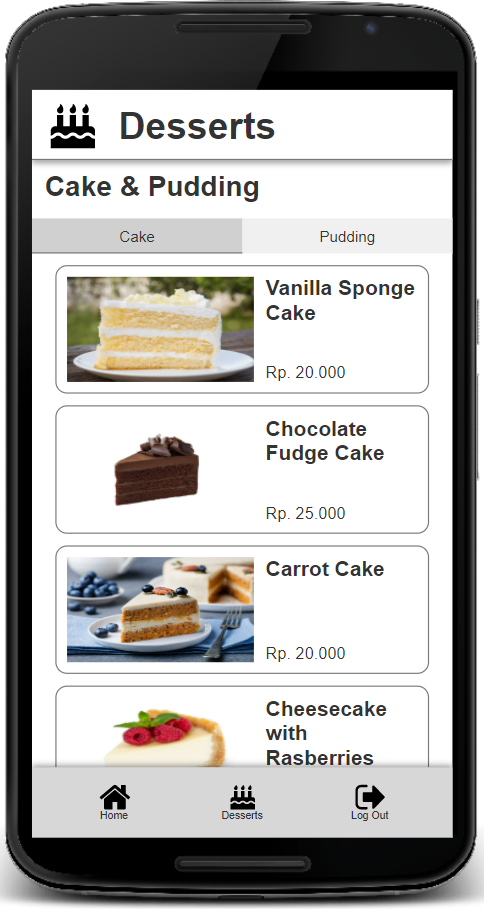 Desserts
Cake & Pudding
Cake
Pudding
Vanilla Sponge
Cake
Rp. 20.000
Chocolate
Fudge Cake
Rp. 25.000
Carrot Cake
Rp. 20.000
Cheesecake
with
Rasberries
Home
Desserts
Log Out